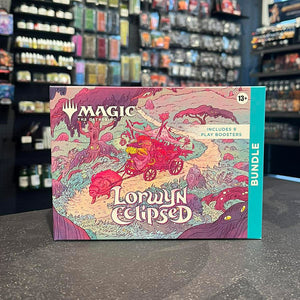 MAGIC
THE GATHERING
13+
INCLUDES 9
PLAY BOOSTERS
LORWYN
ECLIPSED
BUNDLE